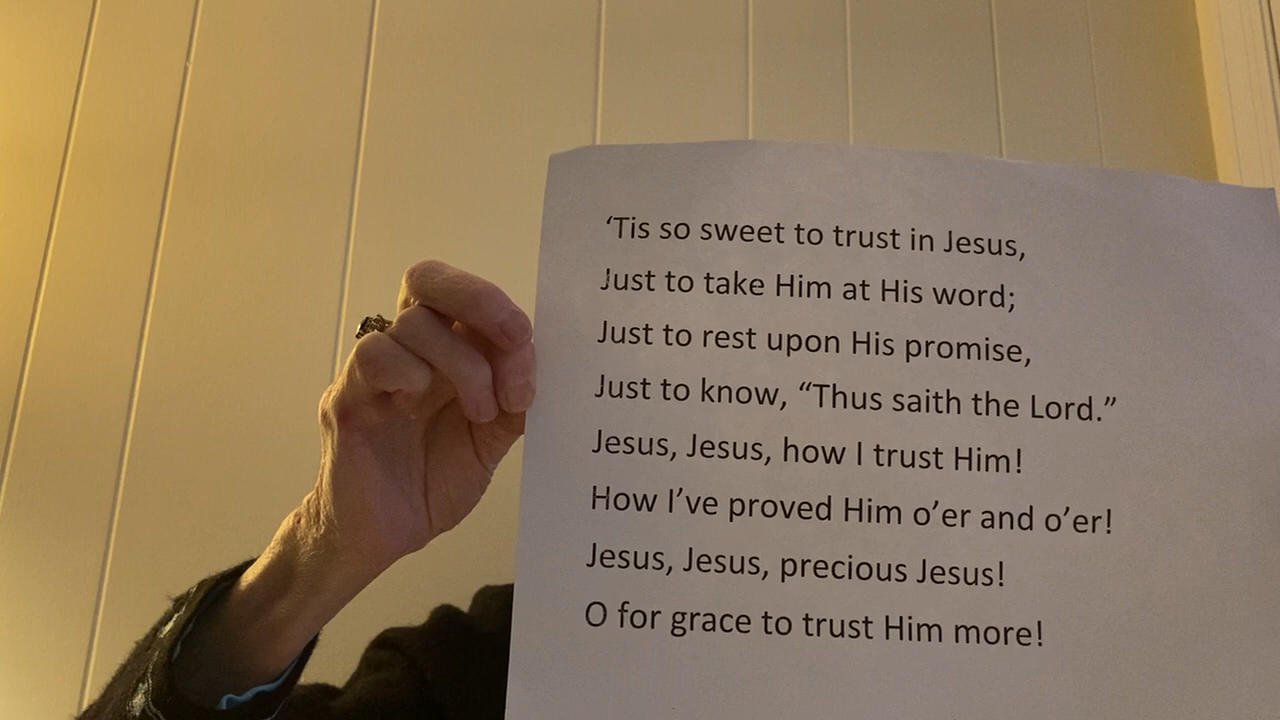 ‘Tis so sweet to trust in Jesus,
Just to take Him at His word;
Just to rest upon His promise,
Just to know, “Thus saith the Lord.”
Jesus, Jesus, how I trust Him!
How I’ve proved Him o’er and o’er!
Jesus, Jesus, precious Jesus!
O for grace to trust Him more!